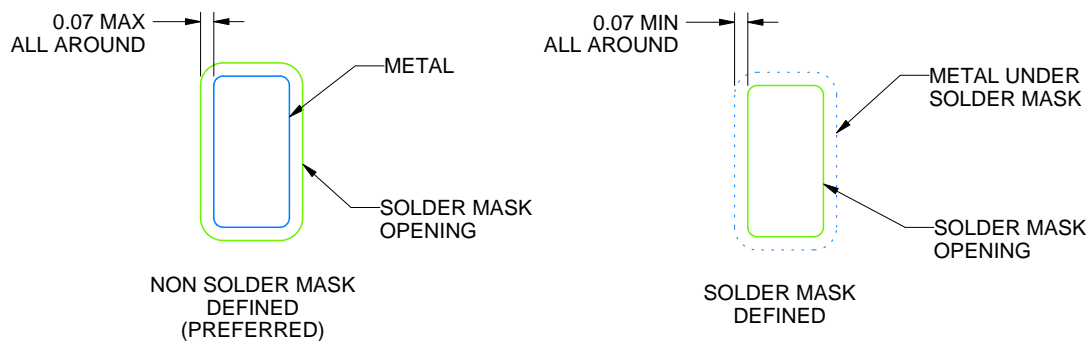 0.07 MAX
ALL AROUND
METAL
SOLDER MASK
OPENING
NON SOLDER MASK
DEFINED
(PREFERRED)
0.07 MIN
ALL AROUND
METAL UNDER
SOLDER MASK
SOLDER MASK
OPENING
SOLDER MASK
DEFINED